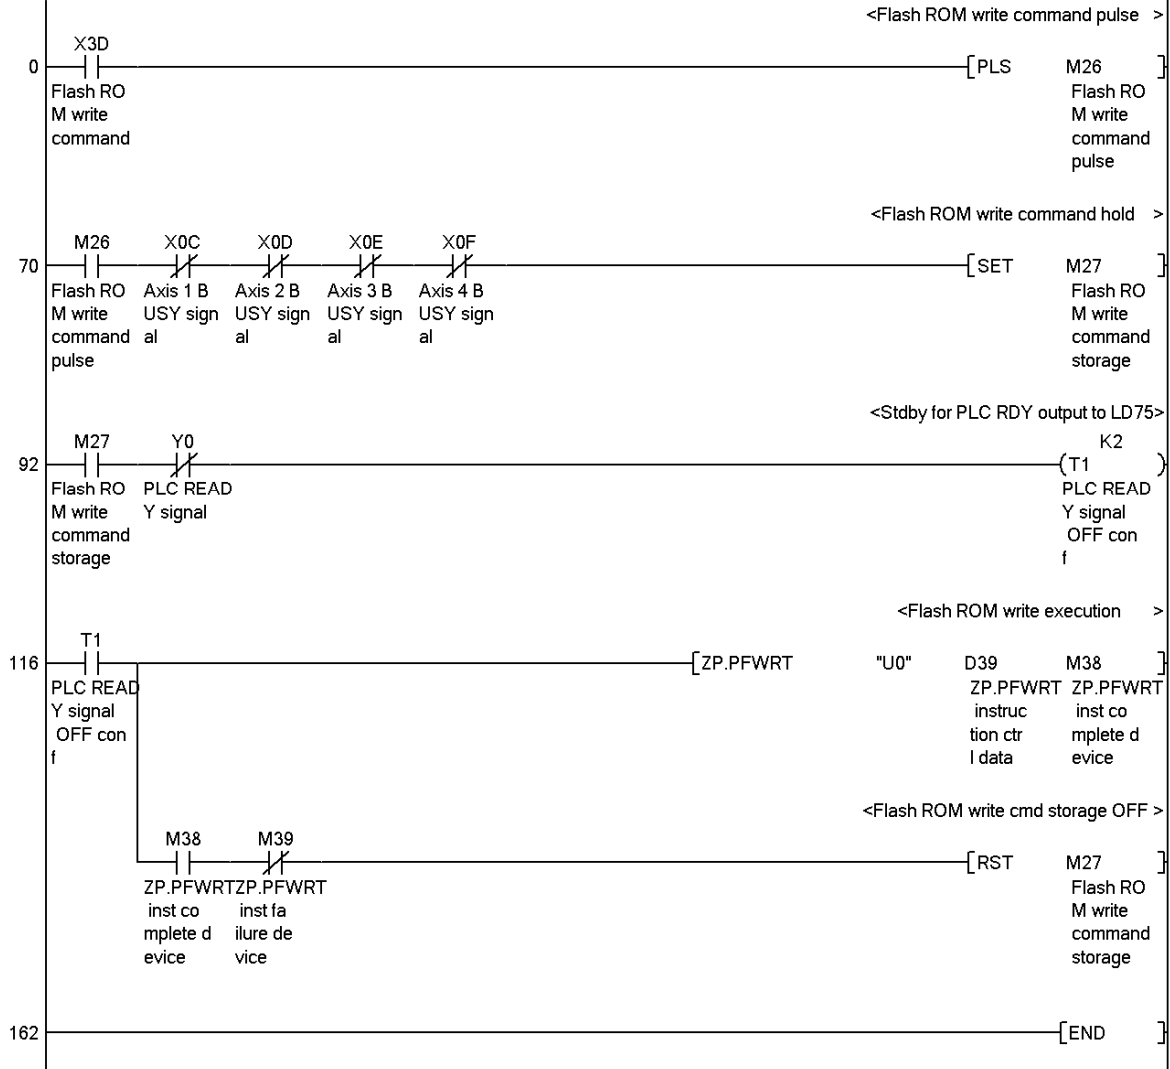 <Flash ROM write command pulse >
X3D
0 [PLS M26 ]
Flash RO Flash RO
M write M write
command command
pulse
<Flash ROM write command hold >
M26 X0C X0D X0E X0F
70 [SET M27 ]
Flash RO Axis 1 B Axis 2 B Axis 3 B Axis 4 B Flash RO
M write USY sign USY sign USY sign USY sign M write
command al al al al command
pulse storage
<Stdby for PLC RDY output to LD75>
M27 Y0 K2
92 (T1 )
Flash RO PLC READ PLC READ
M write Y signal Y signal
command OFF con
storage f
<Flash ROM write execution >
T1
116 [ZP.PFWRT "U0" D39 M38 ]
PLC READ ZP.PFWRT ZP.PFWRT
Y signal instruc inst co
OFF con tion ctr mplete d
f l data evice
<Flash ROM write cmd storage OFF >
M38 M39
[RST M27 ]
ZP.PFWRT ZP.PFWRT Flash RO
inst co inst fa M write
mplete d ilure de command
evice vice storage
162 [END ]